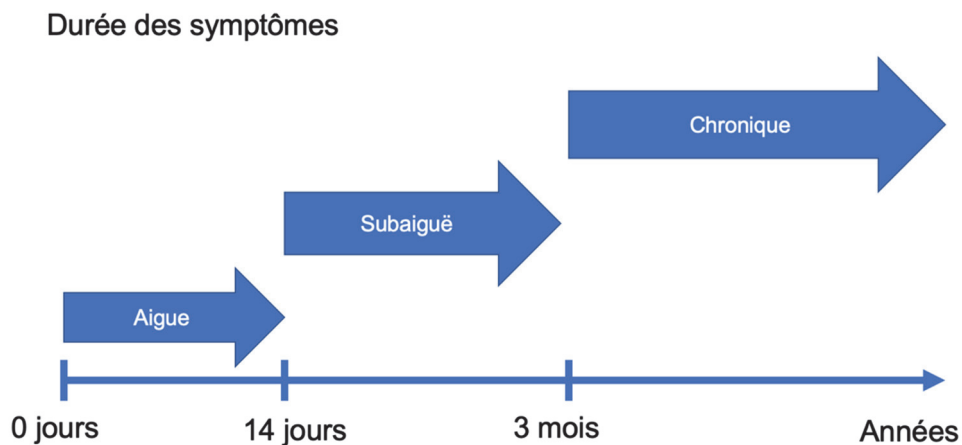 Durée des symptômes
Chronique
Subaiguë
Aigue
0 jours
14 jours
3 mois
Années